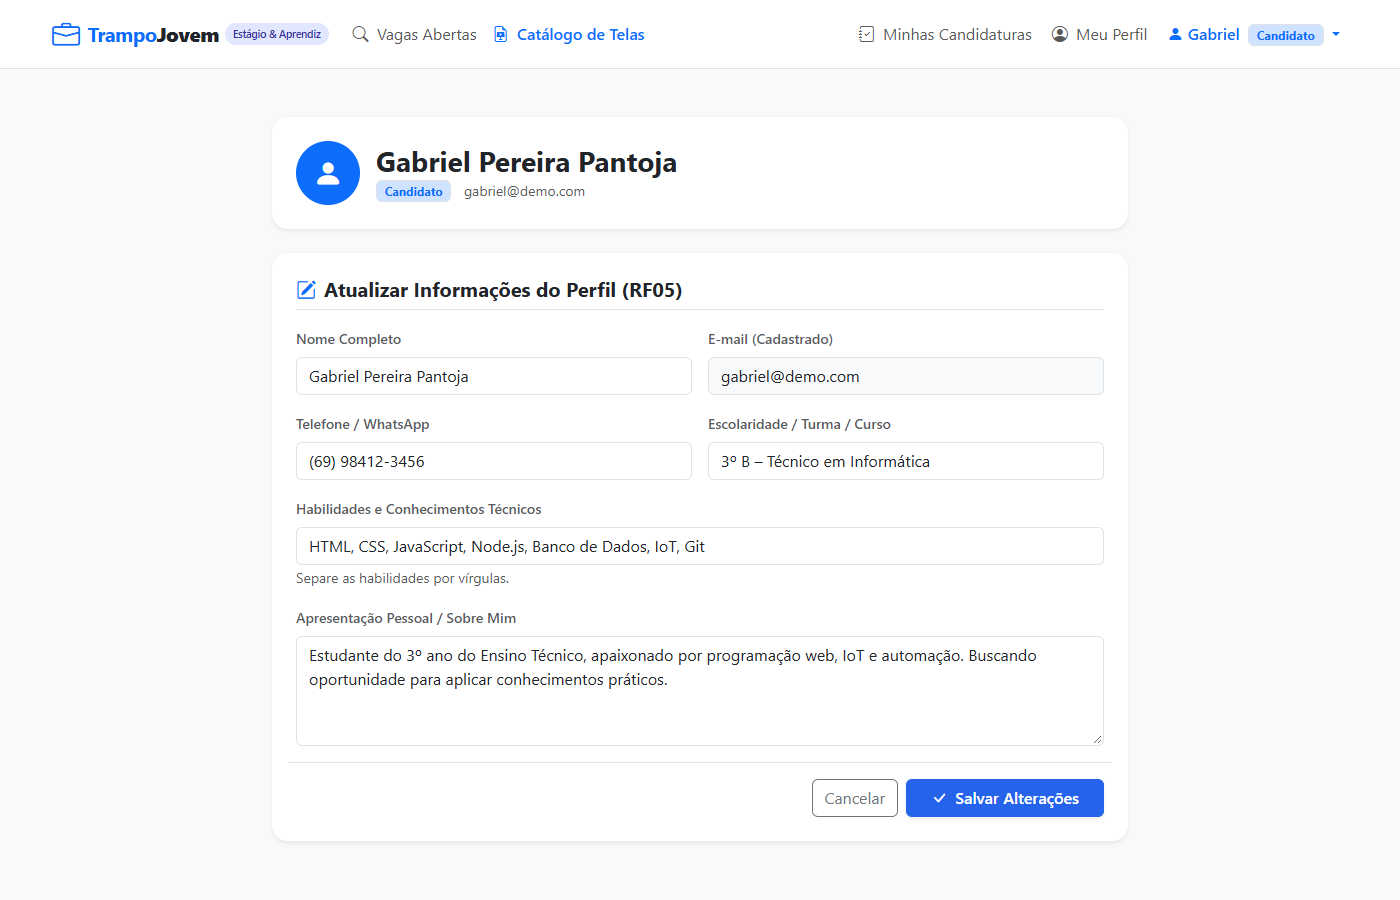 TrampoJovem Estágio & Aprendiz Vagas Abertas Catálogo de Telas Minhas Candidaturas Meu Perfil Gabriel Candidato
Gabriel Pereira Pantoja
Candidato gabriel@demo.com
Atualizar Informações do Perfil (RF05)
Nome Completo
Gabriel Pereira Pantoja
E-mail (Cadastrado)
gabriel@demo.com
Telefone / WhatsApp
(69) 98412-3456
Escolaridade / Turma / Curso
3º B – Técnico em Informática
Habilidades e Conhecimentos Técnicos
HTML, CSS, JavaScript, Node.js, Banco de Dados, IoT, Git
Separe as habilidades por vírgulas.
Apresentação Pessoal / Sobre Mim
Estudante do 3º ano do Ensino Técnico, apaixonado por programação web, IoT e automação. Buscando
oportunidade para aplicar conhecimentos práticos.
Cancelar Salvar Alterações